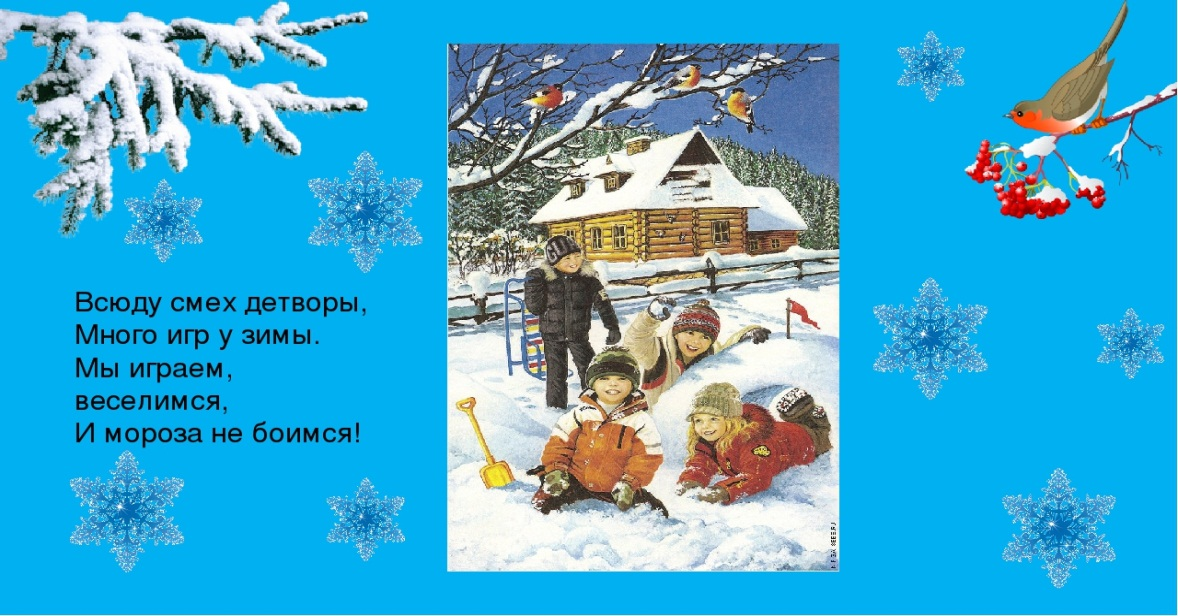 Всюду смех детворы,
Много игр у зимы.
Мы играем,
веселимся,
И мороза не боимся!